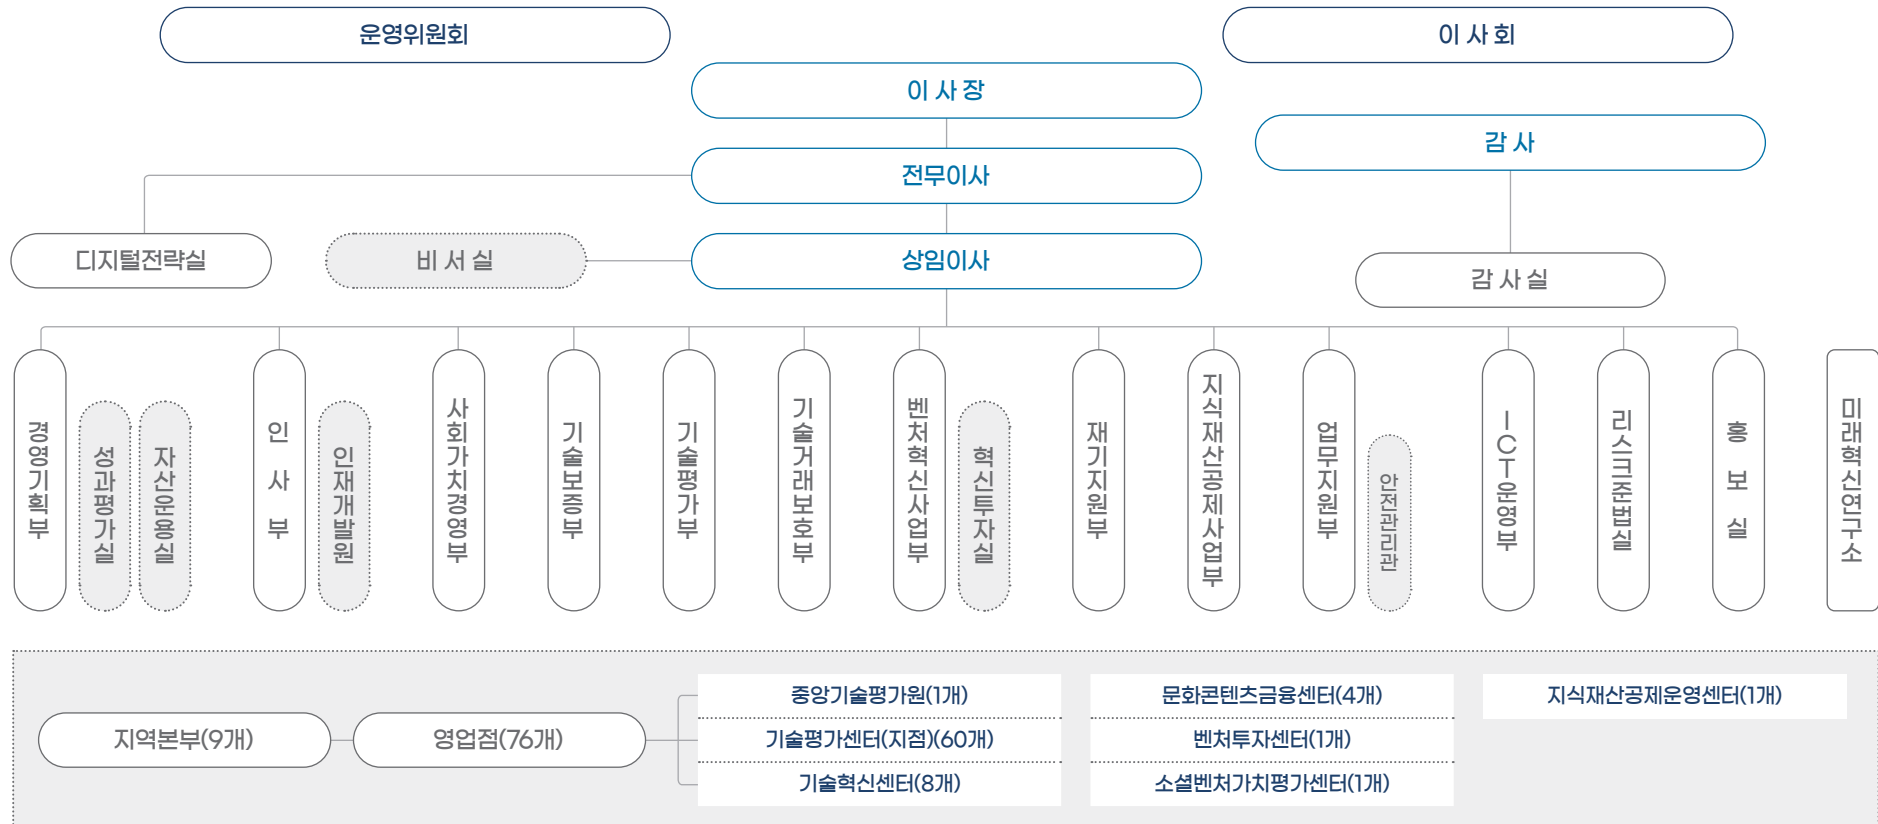 운영위원회
이 사 회
이 사 장
감 사
전무이사
디지털전략실
비 서 실
상임이사
감 사 실
경영기획부
성과평가실
자산운용실
인 사 부
인재개발원
사회가치경영부
기술보증부
기술평가부
기술거래보호부
벤처혁신사업부
혁신투자실
재기지원부
지식재산공제사업부
업무지원부
안전관리관
ICT운영부
리스크준법실
홍 보 실
미래혁신연구소
지역본부(9개)
영업점(76개)
중앙기술평가원(1개)
기술평가센터(지점)(60개)
기술혁신센터(8개)
문화콘텐츠금융센터(4개)
벤처투자센터(1개)
소셜벤처가치평가센터(1개)
지식재산공제운영센터(1개)